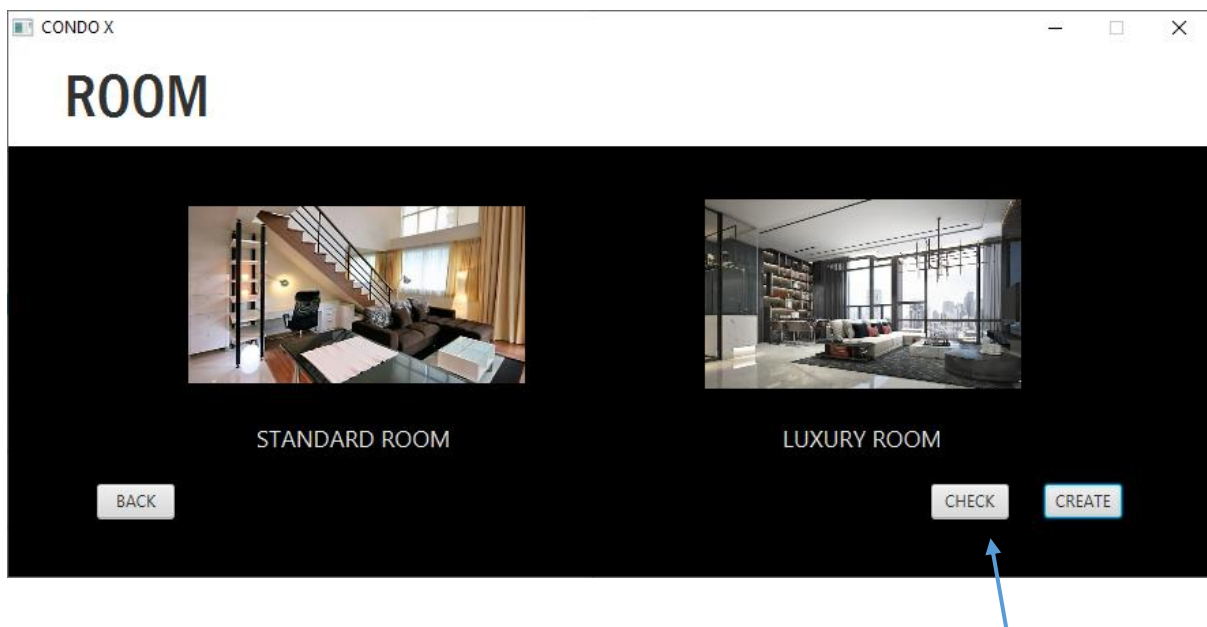 CONDO X
ROOM
STANDARD ROOM
LUXURY ROOM
BACK
CHECK
CREATE